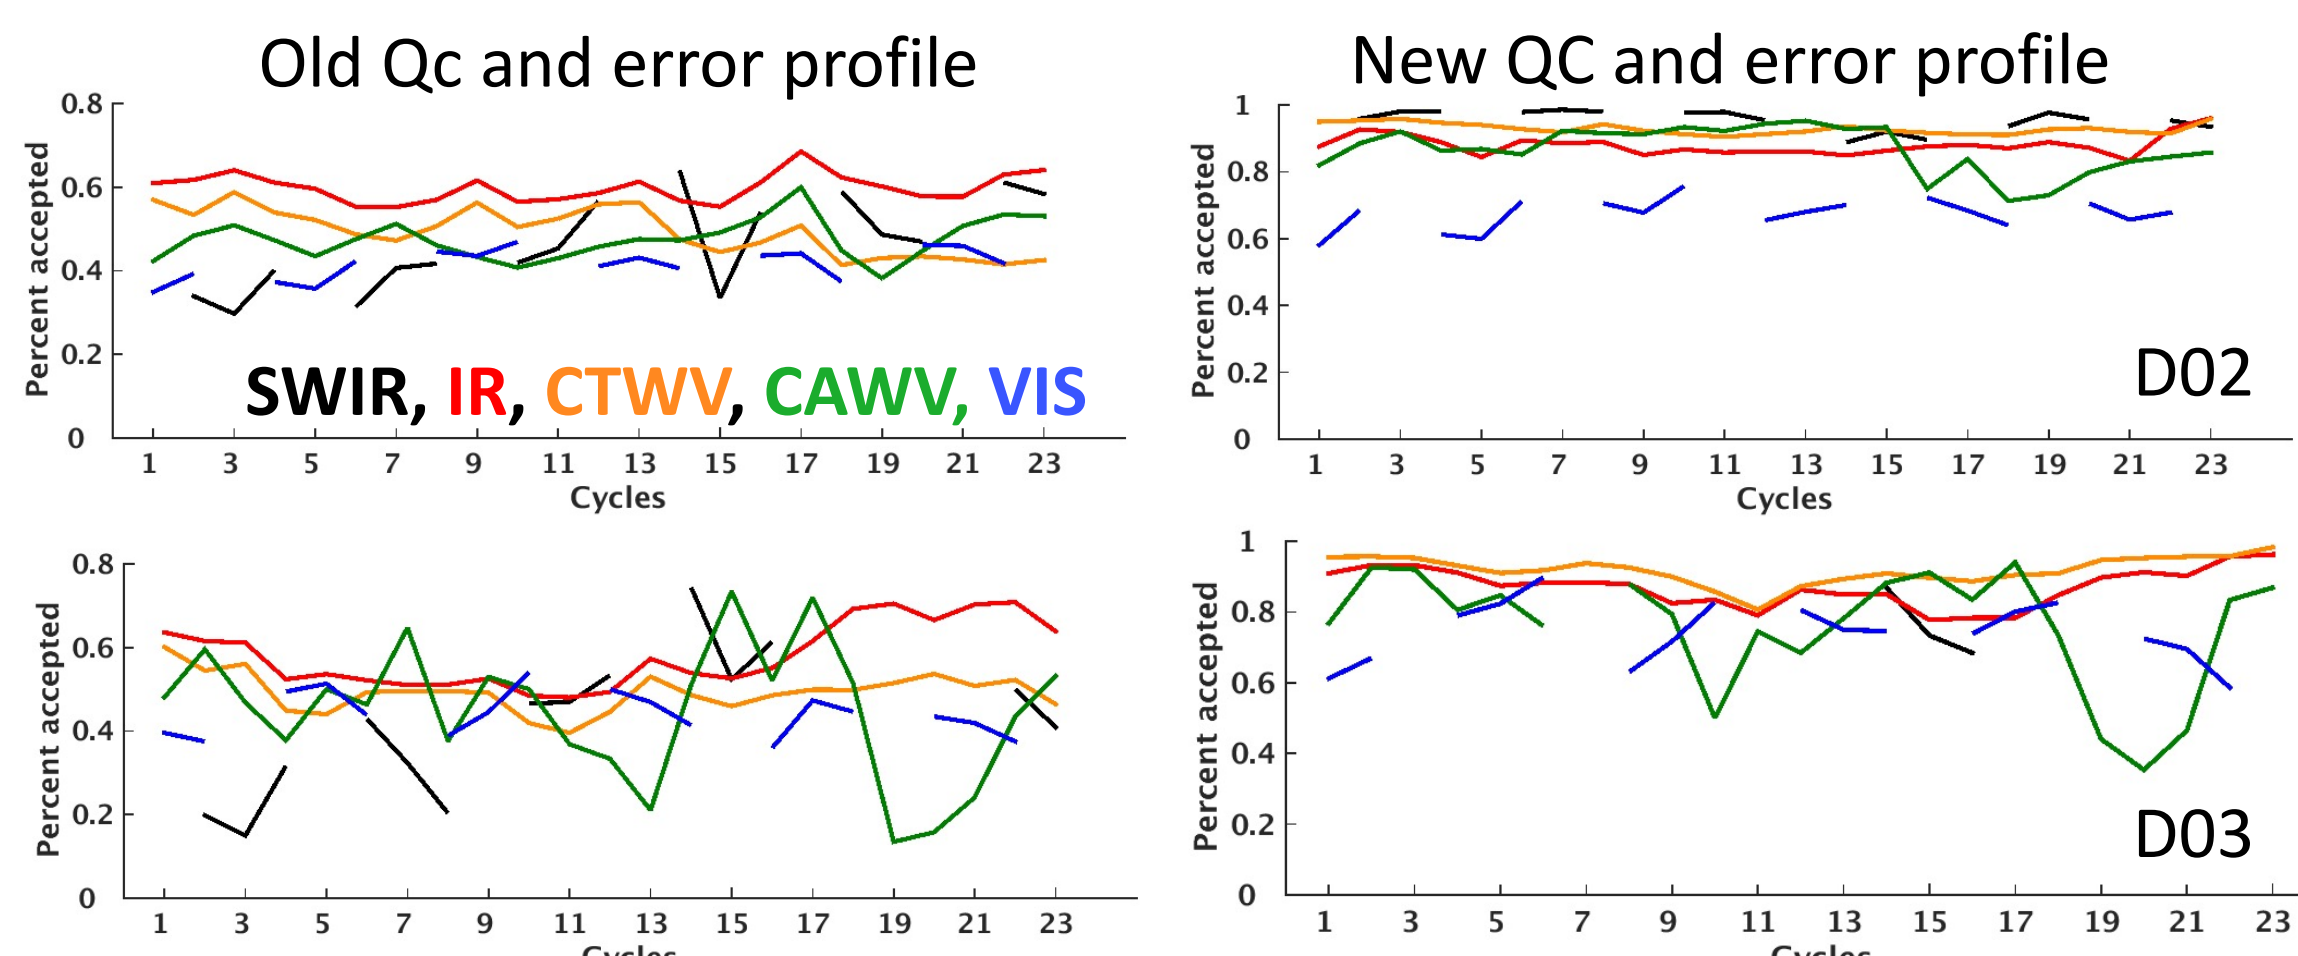 Old Qc and error profile
0.8
0.6
0.4
0.2
0
Percent accepted
SWIR, IR, CTWV, CAWV, VIS
1 3 5 7 9 11 13 15 17 19 21 23
Cycles
New QC and error profile
1
0.8
0.6
0.4
0.2
0
Percent accepted
D02
1 3 5 7 9 11 13 15 17 19 21 23
Cycles
0.8
0.6
0.4
0.2
0
Percent accepted
1 3 5 7 9 11 13 15 17 19 21 23
Cycles
1
0.8
0.6
0.4
0.2
0
Percent accepted
D03
1 3 5 7 9 11 13 15 17 19 21 23
Cycles